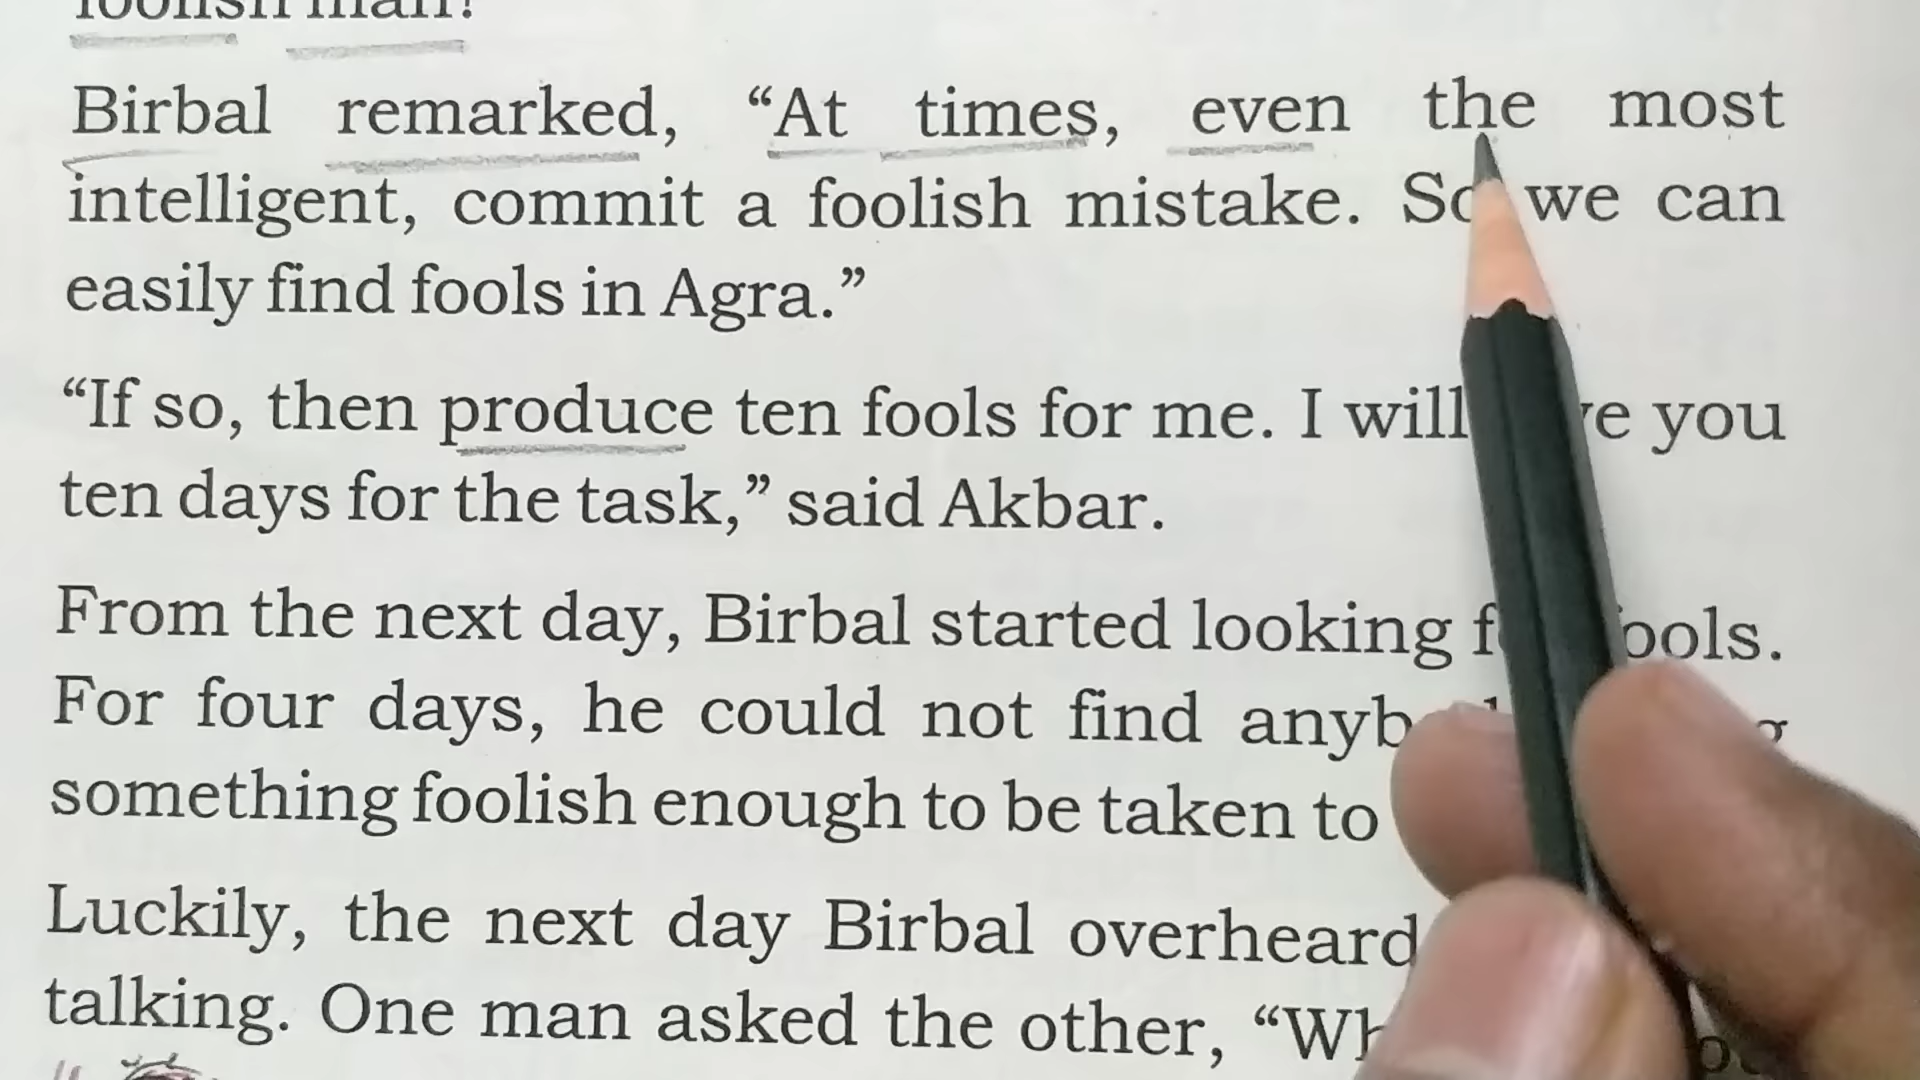 foolish man?
Birbal remarked, “At times, even the most
intelligent, commit a foolish mistake. So we can
easily find fools in Agra.”
“If so, then produce ten fools for me. I will you
ten days for the task,” said Akbar.
From the next day, Birbal started looking
For four days, he could not find
something foolish enough to be taken to
Luckily, the next day Birbal overheard
talking. One man asked the other,